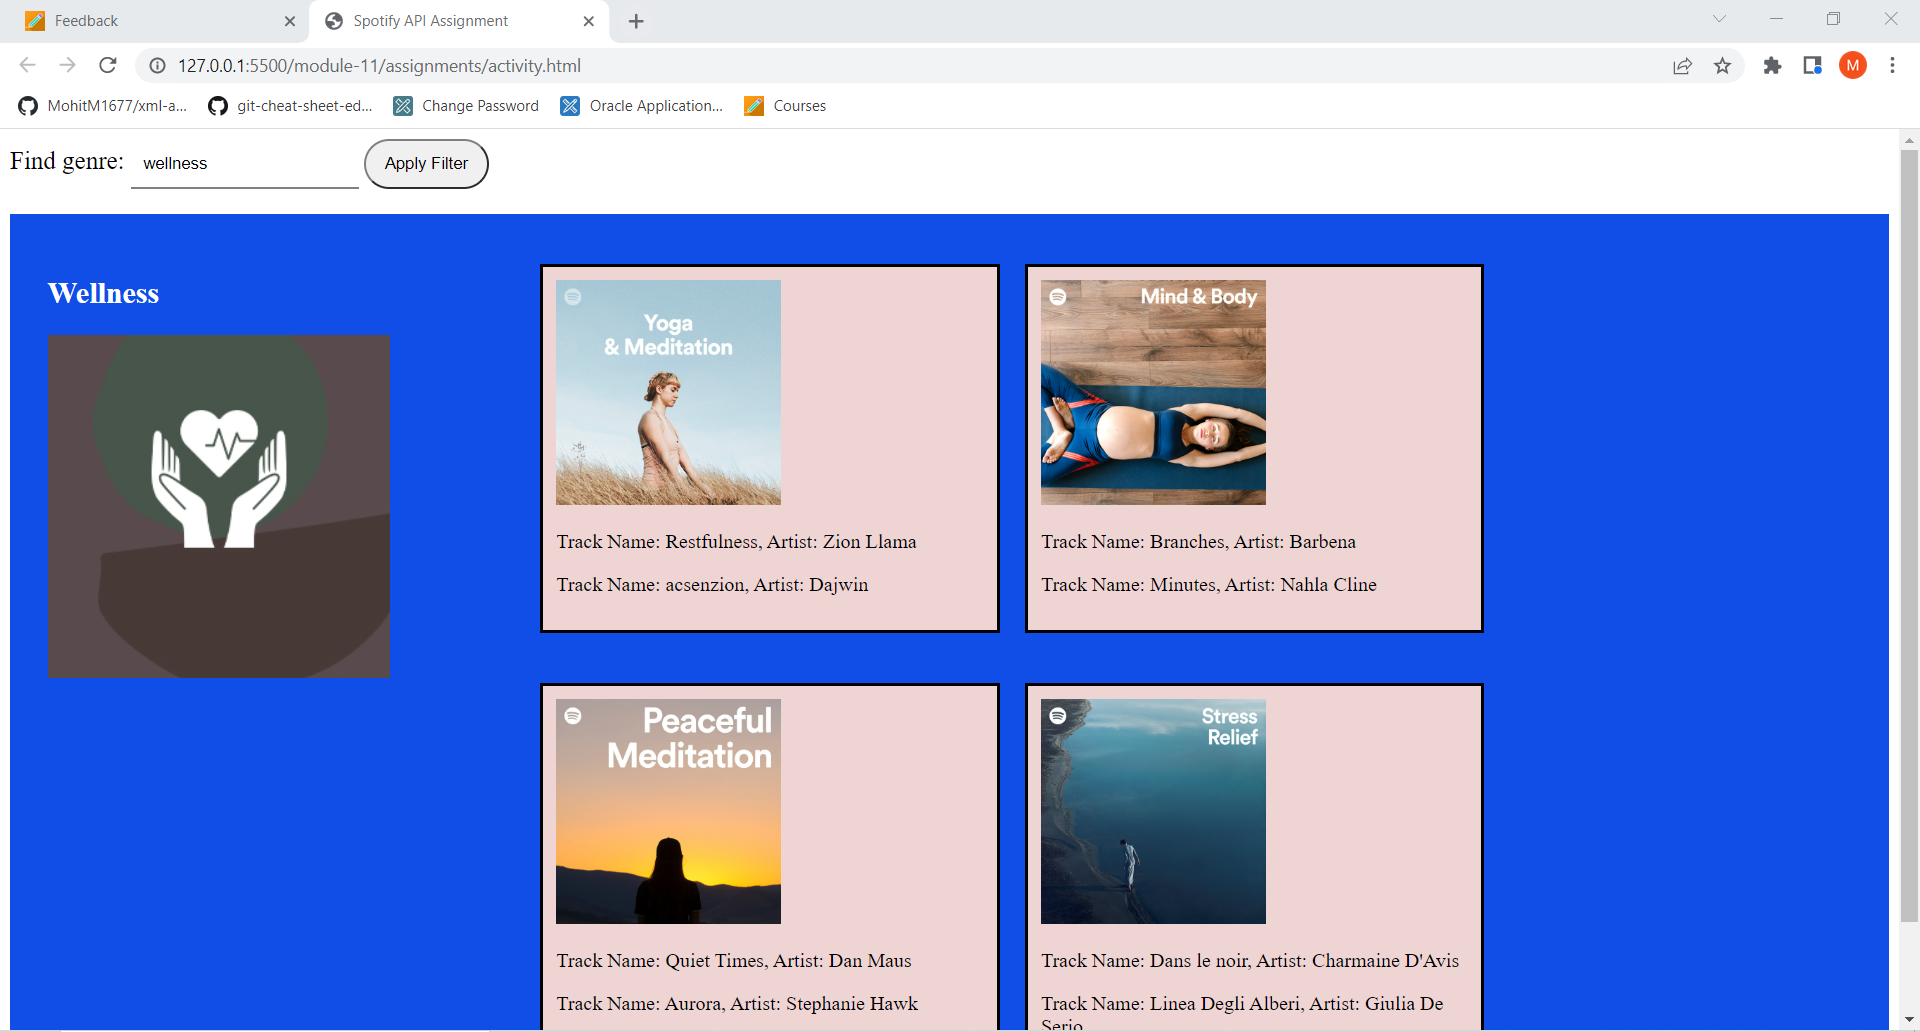 Feedback
Spotify API Assignment
127.0.0.1:5500/module-11/assignments/activity.html
M
MohitM1677/xml-a...
git-cheat-sheet-ed...
Change Password
Oracle Application...
Courses
Find genre:
wellness
Apply Filter
Wellness
Yoga
& Meditation
Track Name: Restfulness, Artist: Zion Llama
Track Name: acsenzion, Artist: Dajwin
Mind & Body
Track Name: Branches, Artist: Barbena
Track Name: Minutes, Artist: Nahla Cline
Peaceful
Meditation
Track Name: Quiet Times, Artist: Dan Maus
Track Name: Aurora, Artist: Stephanie Hawk
Stress
Relief
Track Name: Dans le noir, Artist: Charmaine D'Avis
Track Name: Linea Degli Alberi, Artist: Giulia De
Serio